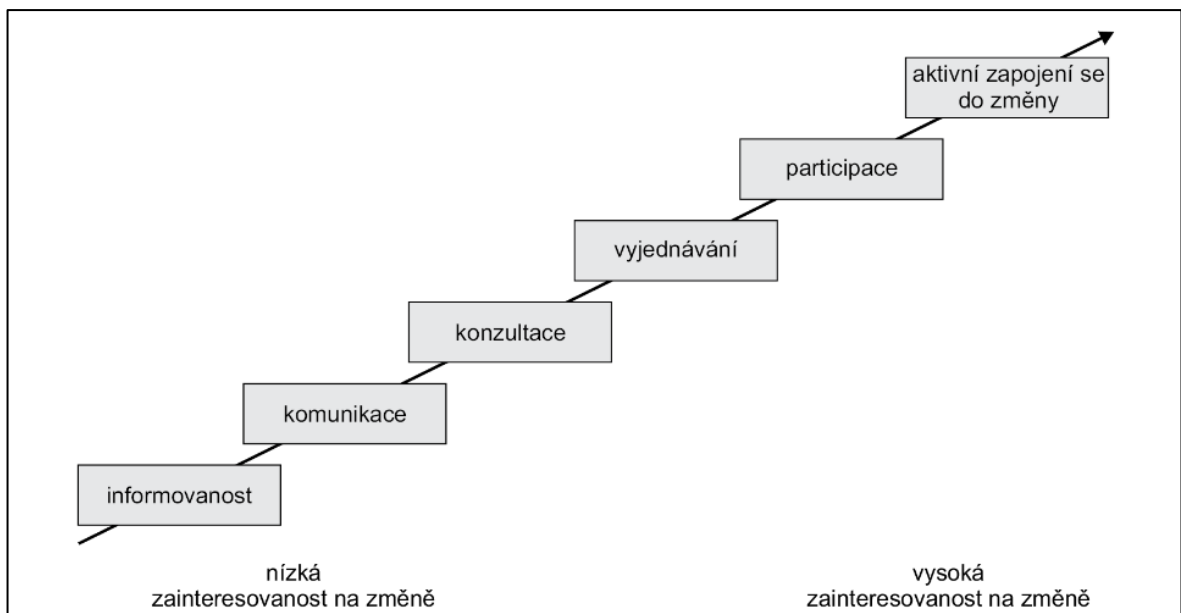 aktivní zapojení se
do změny
participace
vyjednávání
konzultace
komunikace
informovanost
nízká
zainteresovanost na změně
vysoká
zainteresovanost na změně